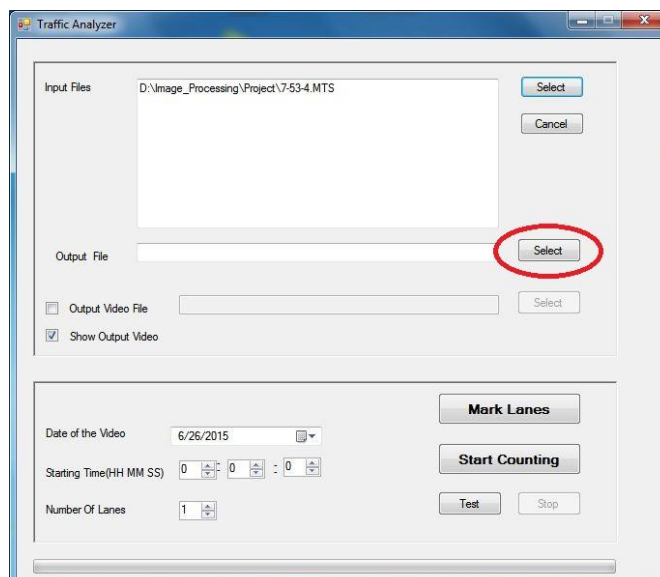 Traffic Analyzer
Input Files D:\Image_Processing\Project\7-53-4.MTS Select
Cancel
Output File Select
Output Video File Select
Show Output Video
Mark Lanes
Date of the Video 6/26/2015
Start Counting
Starting Time(HH MM SS) 0 : 0 : 0
Number Of Lanes 1 Test Stop